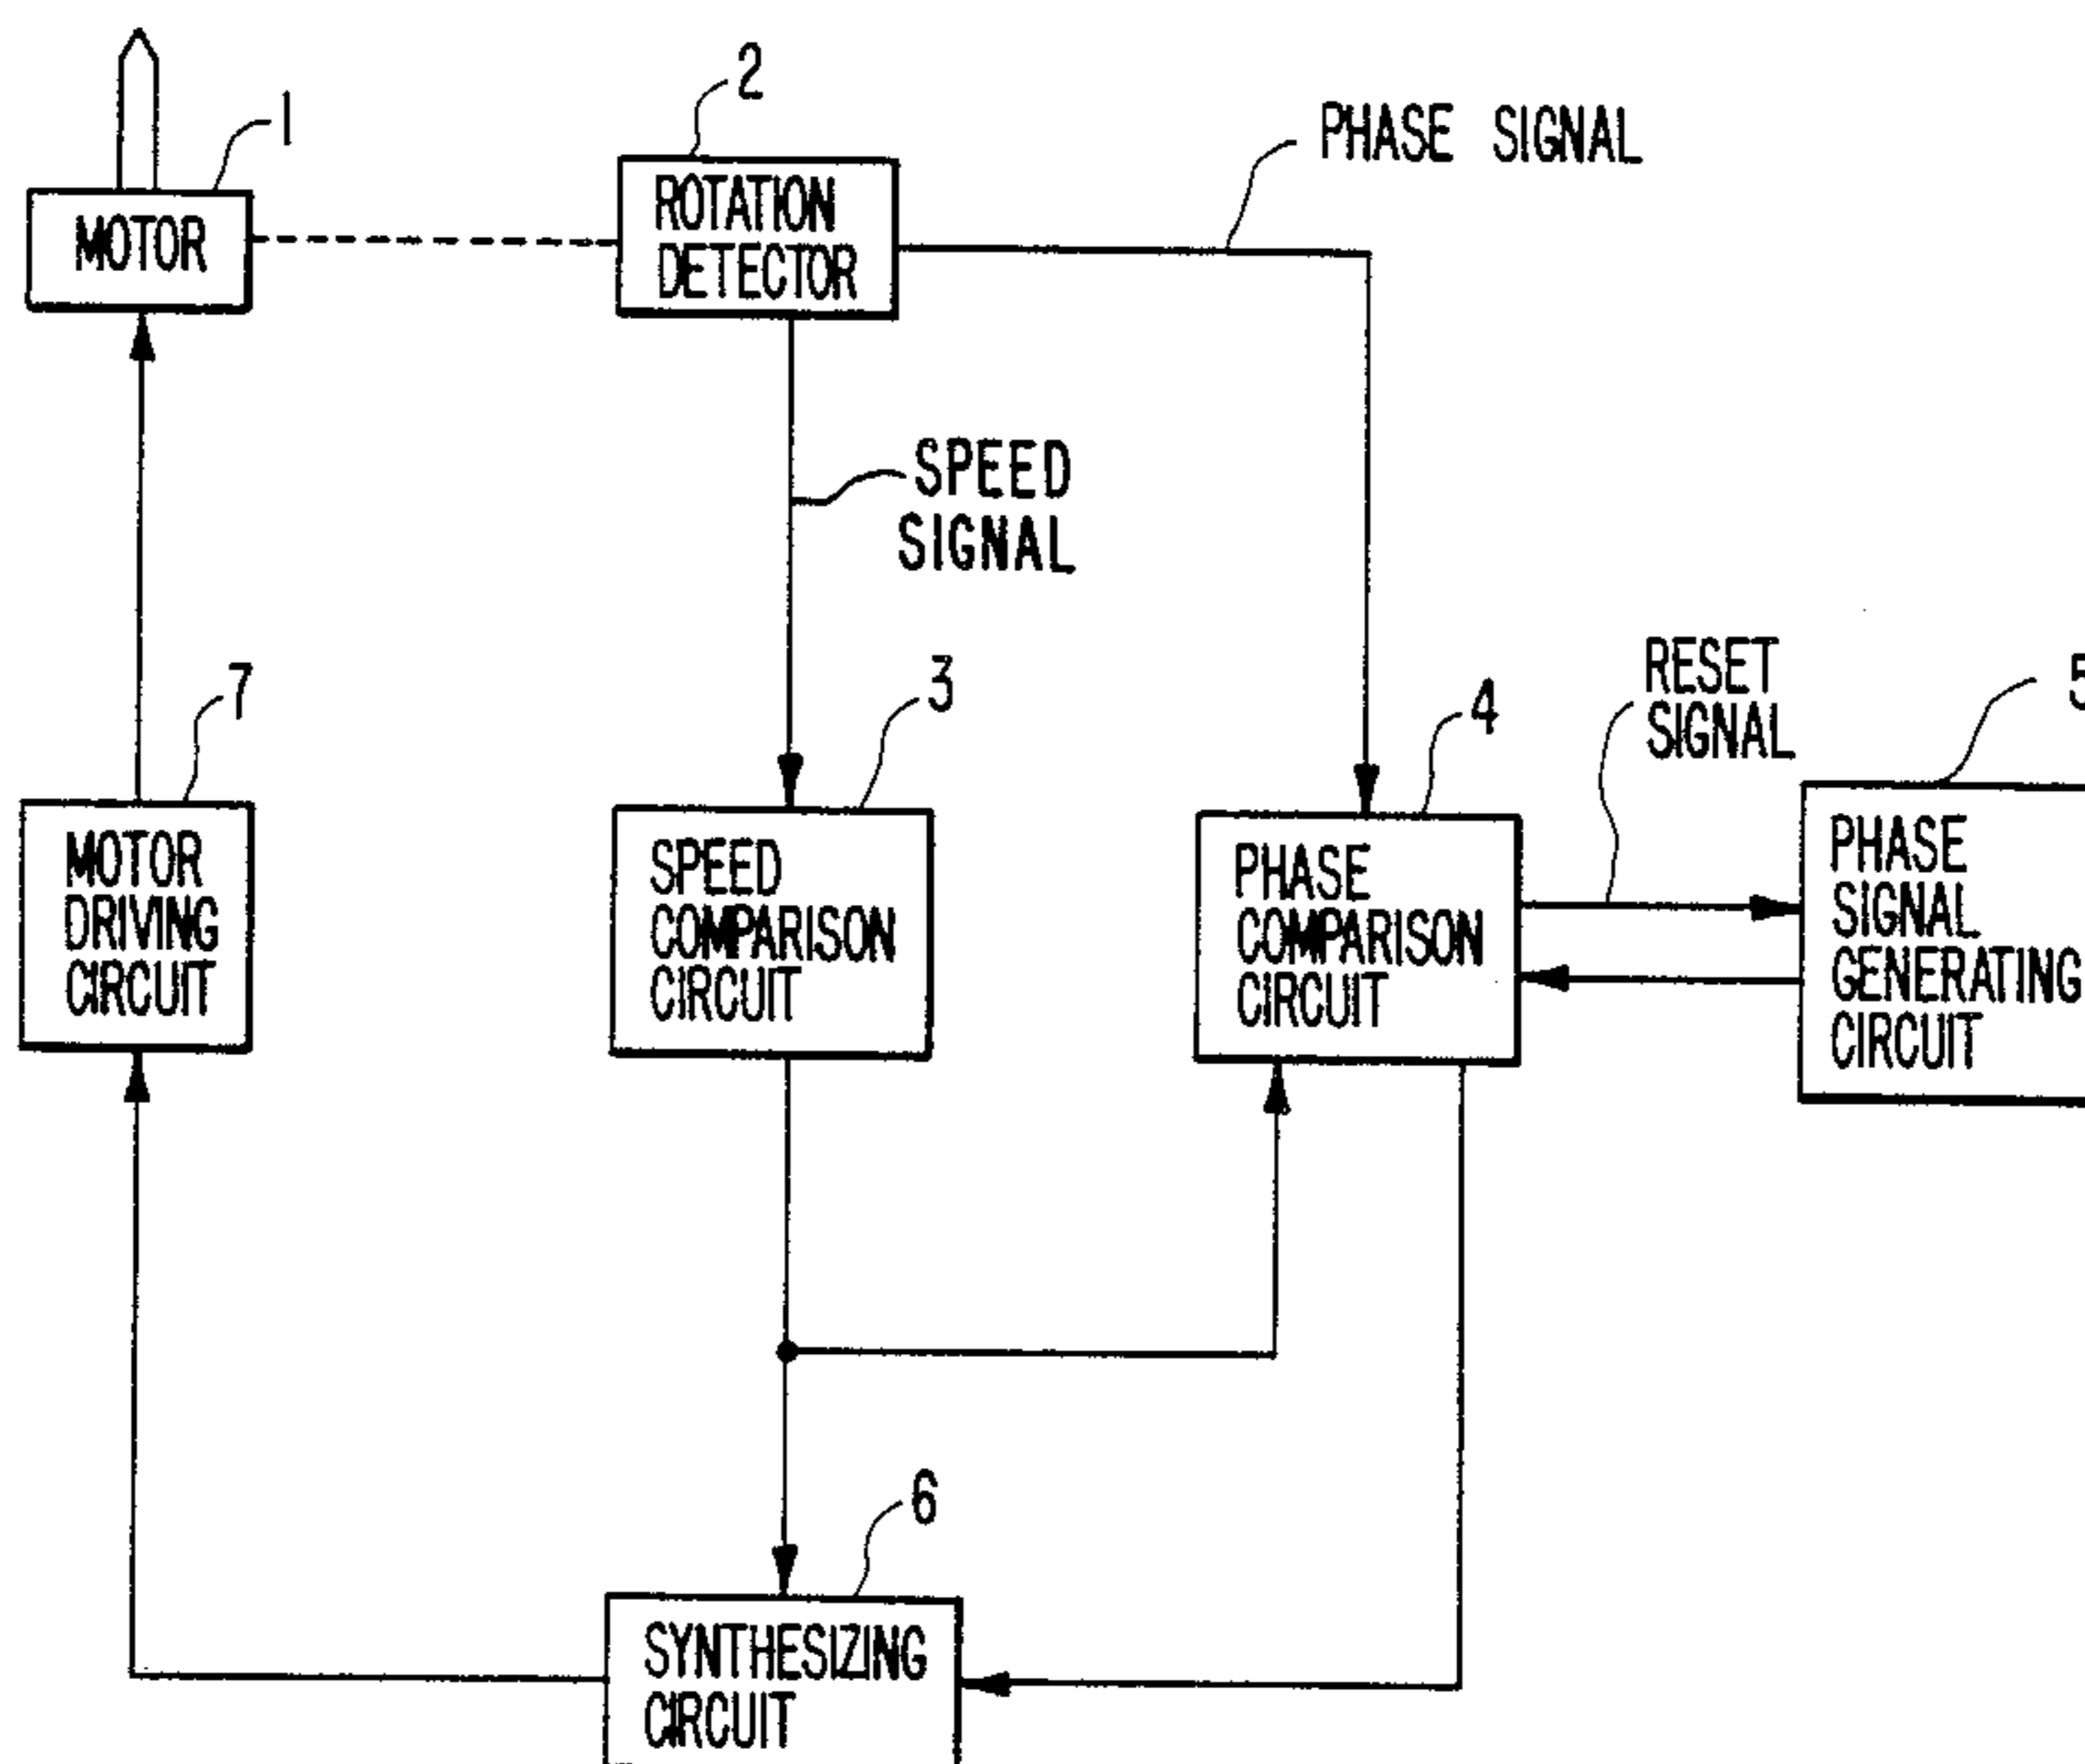 1
2
PHASE SIGNAL
MOTOR
ROTATION
DETECTOR
SPEED
SIGNAL
7
3
4
RESET
SIGNAL
5
MOTOR
DRIVING
CIRCUIT
SPEED
COMPARISON
CIRCUIT
PHASE
COMPARISON
CIRCUIT
PHASE
SIGNAL
GENERATING
CIRCUIT
6
SYNTHESIZING
CIRCUIT